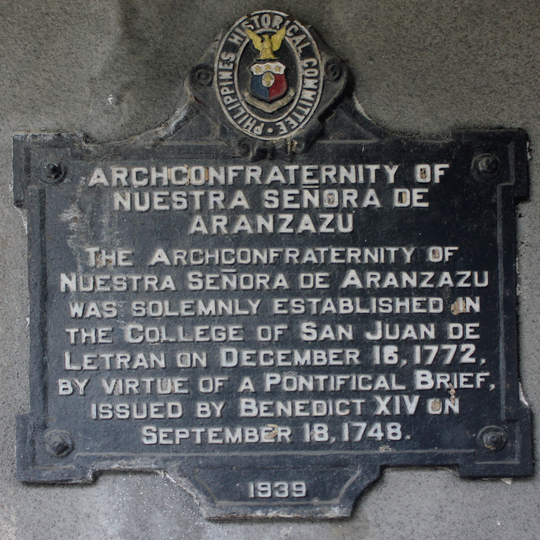 PHILIPPINES HISTORICAL COMMITTEE
ARCHCONFRATERNITY OF
NUESTRA SEÑORA DE
ARANZAZU
THE ARCHCONFRATERNITY OF
NUESTRA SEÑORA DE ARANZAZU
WAS SOLEMNLY ESTABLISHED IN
THE COLLEGE OF SAN JUAN DE
LETRAN ON DECEMBER 16, 1772,
BY VIRTUE OF A PONTIFICAL BRIEF,
ISSUED BY BENEDICT XIV ON
SEPTEMBER 18, 1748.
1939